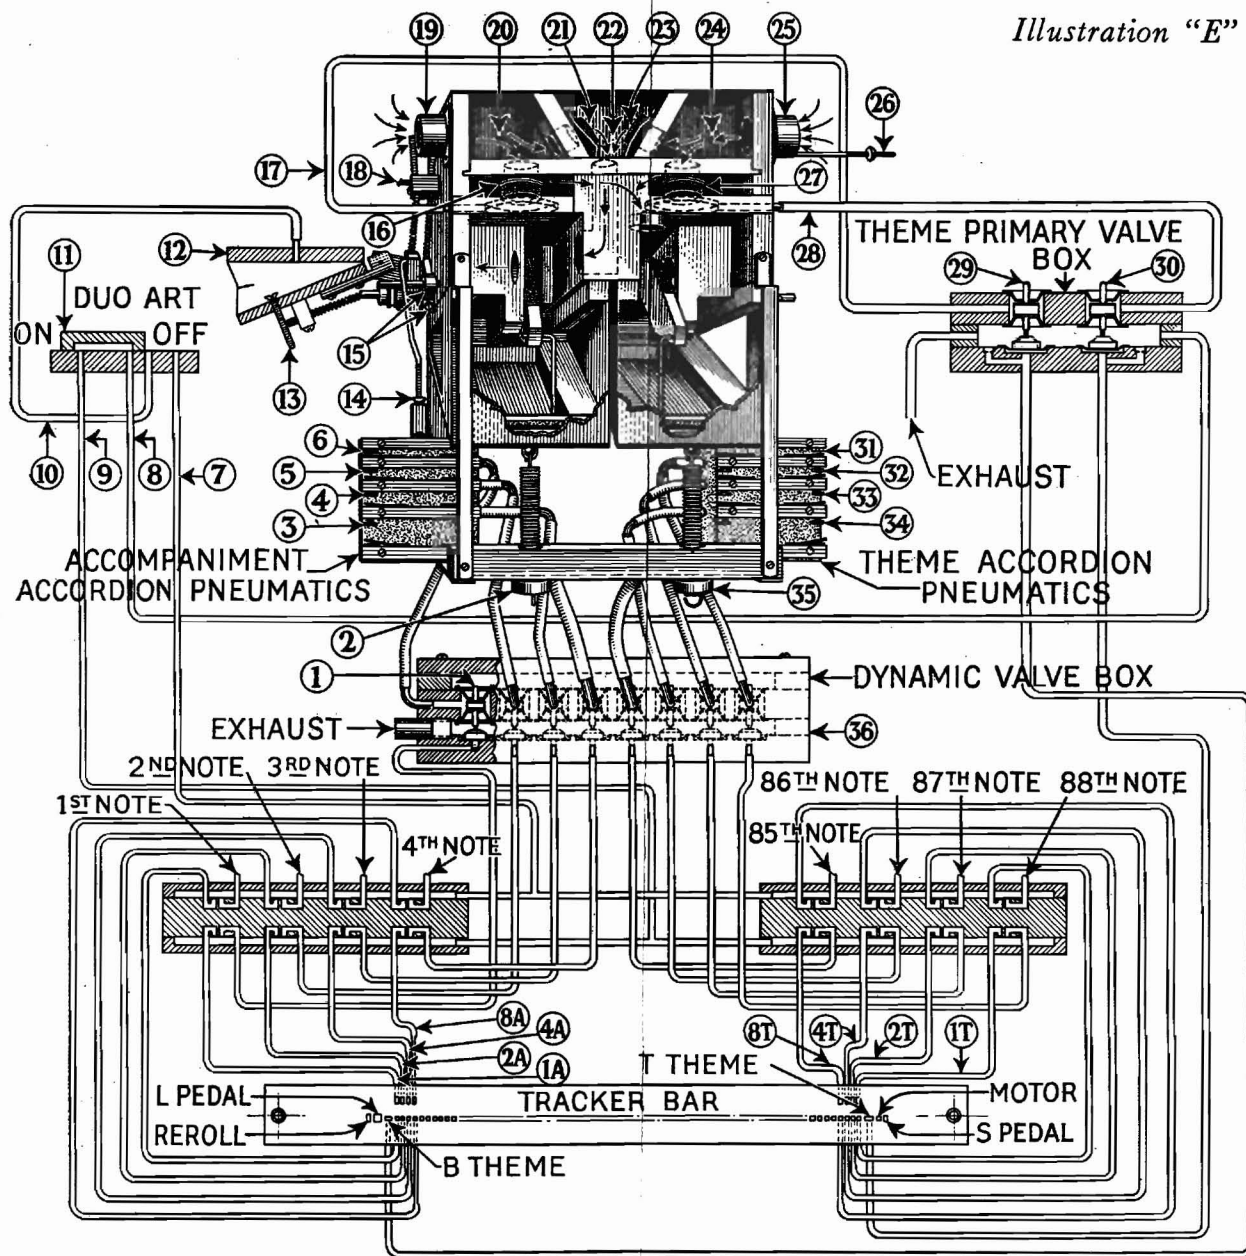 Illustration "E"
19 20 21 22 23 24 25
26
17
18
16
27
28
THEME PRIMARY VALVE
BOX
29 30
12
11
DUO ART
ON OFF
15
13
14
10 9 8 7
EXHAUST
6
5
4
3
31
32
33
34
ACCOMPANIMENT
ACCORDION PNEUMATICS
THEME ACCORDION
PNEUMATICS
2
35
1
DYNAMIC VALVE BOX
EXHAUST
36
1ST NOTE
2ND NOTE
3RD NOTE
4TH NOTE
85TH NOTE
86TH NOTE
87TH NOTE
88TH NOTE
8A
4A
2A
1A
8T
4T
2T
1T
T THEME
L PEDAL
REROLL
TRACKER BAR
MOTOR
S PEDAL
B THEME